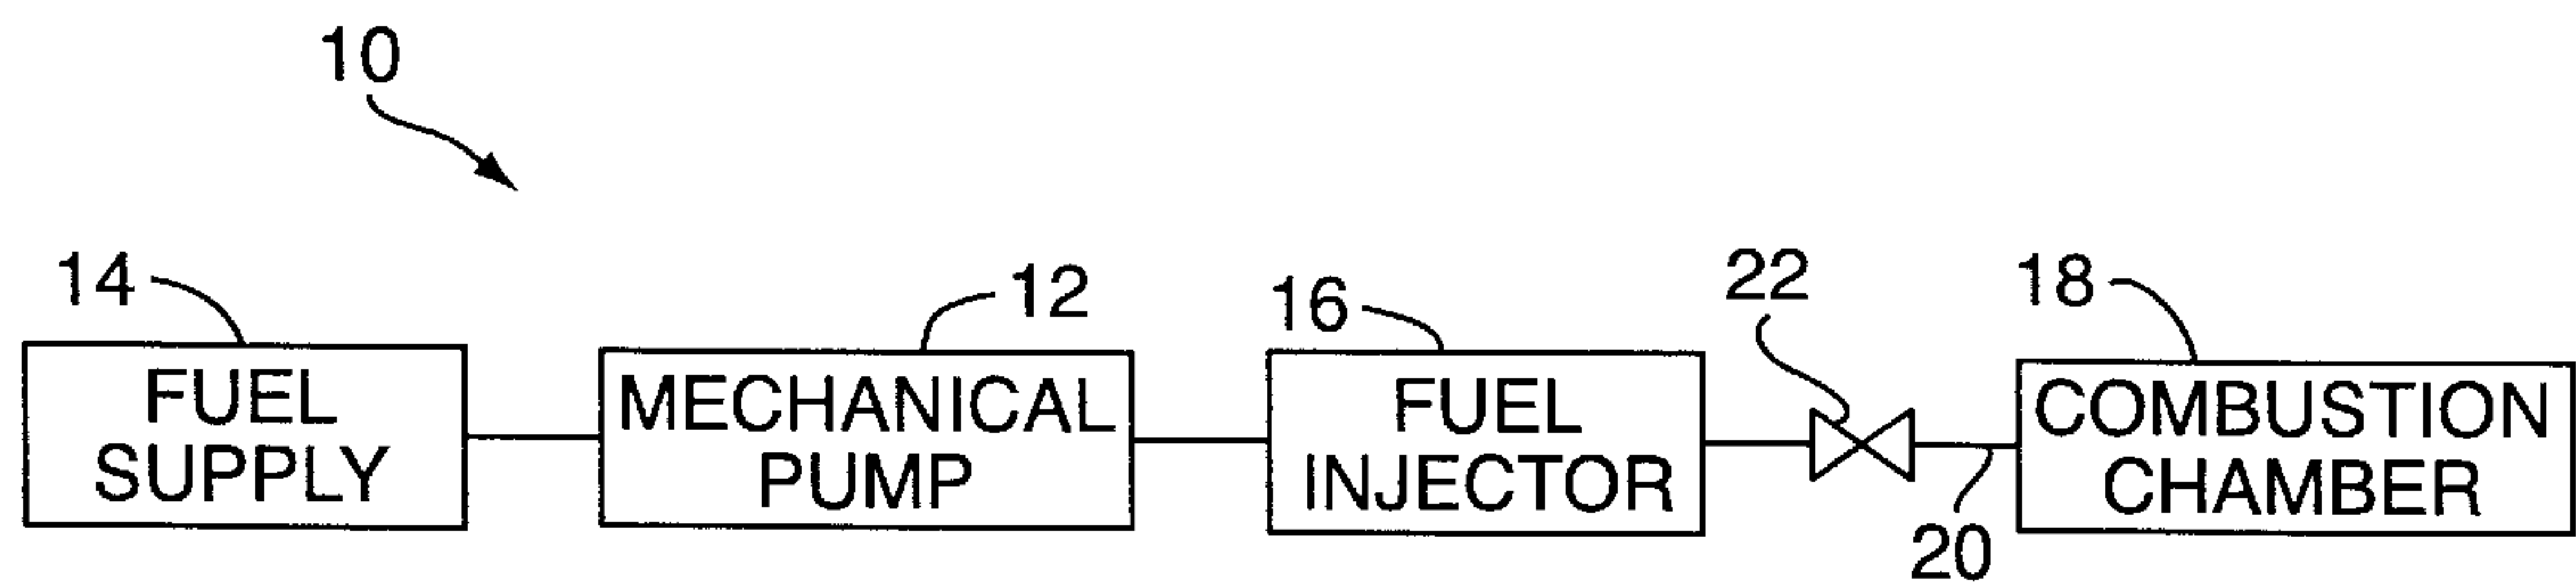 10
14
12
16
22
18
FUEL
SUPPLY
MECHANICAL
PUMP
FUEL
INJECTOR
COMBUSTION
CHAMBER
20